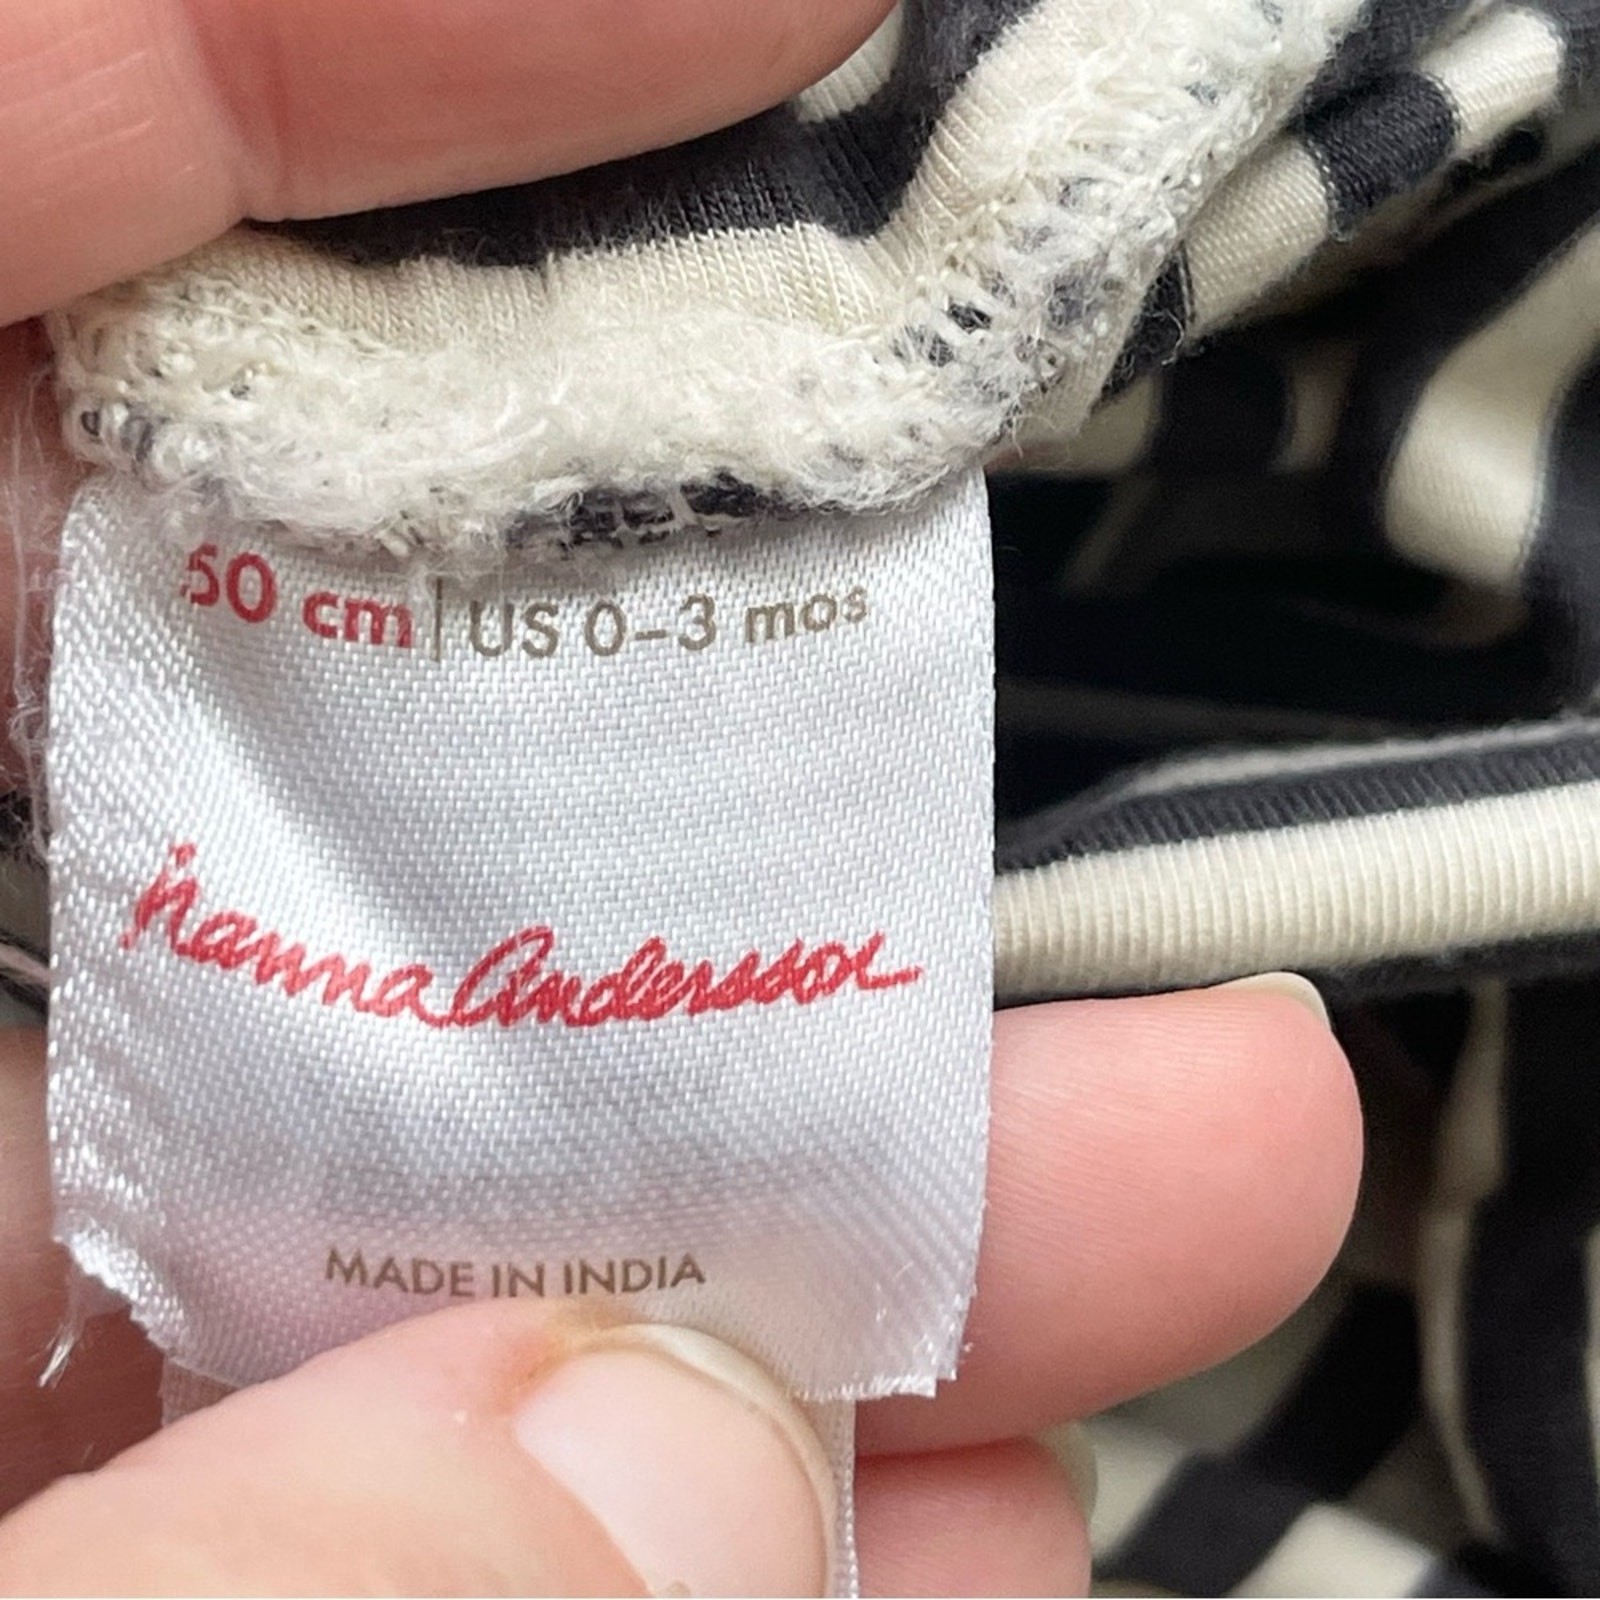 50 cm | US 0-3 mos
hanna Andersson
MADE IN INDIA